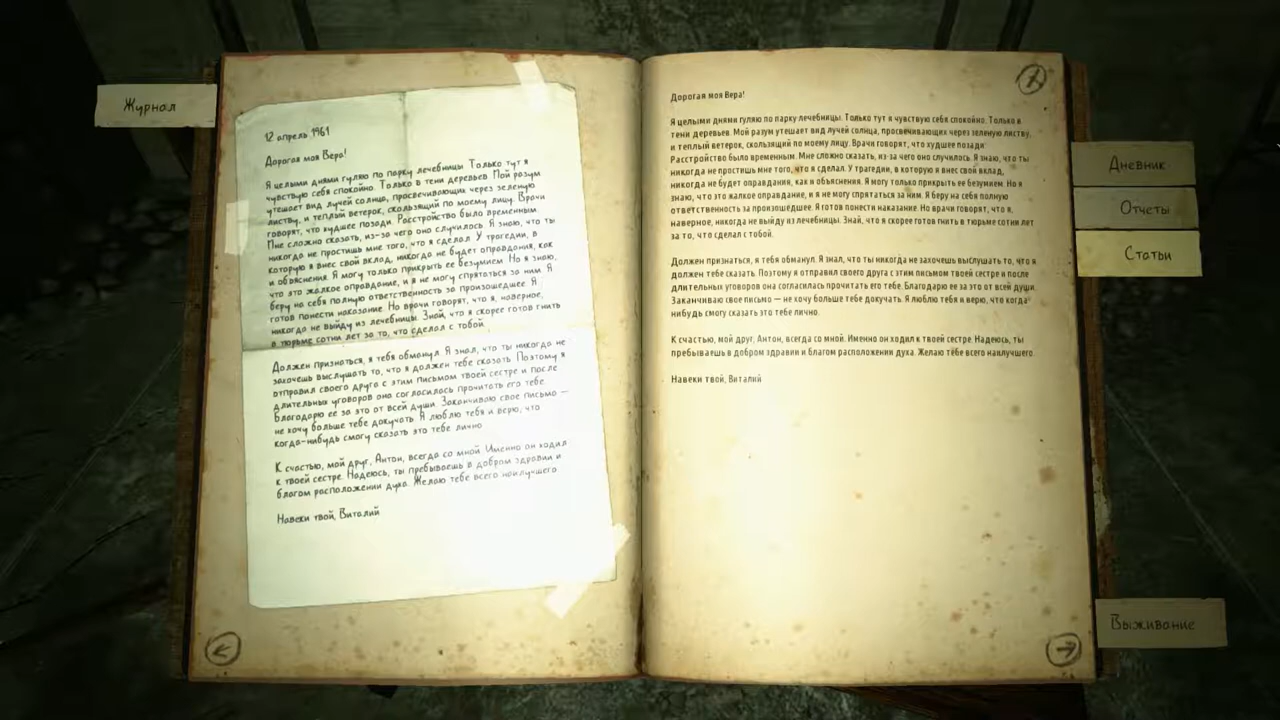 Журнал
12 апрель 1961
Дорогая моя Вера!
Я целыми днями гуляю по парку лечебницы Только тут я
чувствую себя спокойно. Только в тени деревьев Мой разум
утешает вид лучей солнца, просвечивающих через зеленую
листву, и теплый ветерок, скользящий по моему лицу. Врачи
говорят, что худшее позади. Расстройство было временным.
Мне сложно сказать, из-за чего оно случилось. Я знаю, что ты
никогда не простишь мне того, что я сделал. У трагедии, в
которую я внес свой вклад, никогда не будет оправдания, как
и объяснения. Я могу только прикрыть ее безумием. Но я знаю,
что это жалкое оправдание, и я не могу спрятаться за ним. Я
беру на себя полную ответственность за произошедшее. Я
готов понести наказание. Но врачи говорят, что я, наверное,
никогда не выйду из лечебницы. Знай, что я скорее готов гнить
в тюрьме сотни лет за то, что сделал с тобой.
Должен признаться, я тебя обманул. Я знал, что ты никогда не
захочешь выслушать то, что я должен тебе сказать. Поэтому я
отправил своего друга с этим письмом твоей сестре и после
длительных уговоров она согласилась прочитать его тебе.
Благодарю ее за это от всей души. Заканчиваю свое письмо —
не хочу больше тебе докучать. Я люблю тебя и верю, что
когда-нибудь смогу сказать это тебе лично
К счастью, мой друг, Антон, всегда со мной. Именно он ходил
к твоей сестре. Надеюсь, ты пребываешь в добром здравии и
благом расположении духа. Желаю тебе всего наилучшего.
Навеки твой, Виталий
Дорогая моя Вера!
Я целыми днями гуляю по парку лечебницы. Только тут я чувствую себя спокойно. Только в
тени деревьев. Мой разум утешает вид лучей солнца, просвечивающих через зеленую листву,
и теплый ветерок, скользящий по моему лицу. Врачи говорят, что худшее позади.
Расстройство было временным. Мне сложно сказать, из-за чего оно случилось. Я знаю, что ты
никогда не простишь мне того, что я сделал. У трагедии, в которую я внес свой вклад,
никогда не будет оправдания, как и объяснения. Я могу только прикрыть ее безумием. Но я
знаю, что это жалкое оправдание, и я не могу спрятаться за ним. Я беру на себя полную
ответственность за произошедшее. Я готов понести наказание. Но врачи говорят, что я,
наверное, никогда не выйду из лечебницы. Знай, что я скорее готов гнить в тюрьме сотни лет
за то, что сделал с тобой.
Должен признаться, я тебя обманул. Я знал, что ты никогда не захочешь выслушать то, что я
должен тебе сказать. Поэтому я отправил своего друга с этим письмом твоей сестре и после
длительных уговоров она согласилась прочитать его тебе. Благодарю ее за это от всей души.
Заканчиваю свое письмо — не хочу больше тебе докучать. Я люблю тебя и верю, что когда-
нибудь смогу сказать это тебе лично.
К счастью, мой друг, Антон, всегда со мной. Именно он ходил к твоей сестре. Надеюсь, ты
пребываешь в добром здравии и благом расположении духа. Желаю тебе всего наилучшего.
Навеки твой, Виталий
Дневник
Отчеты
Статьи
Выживание